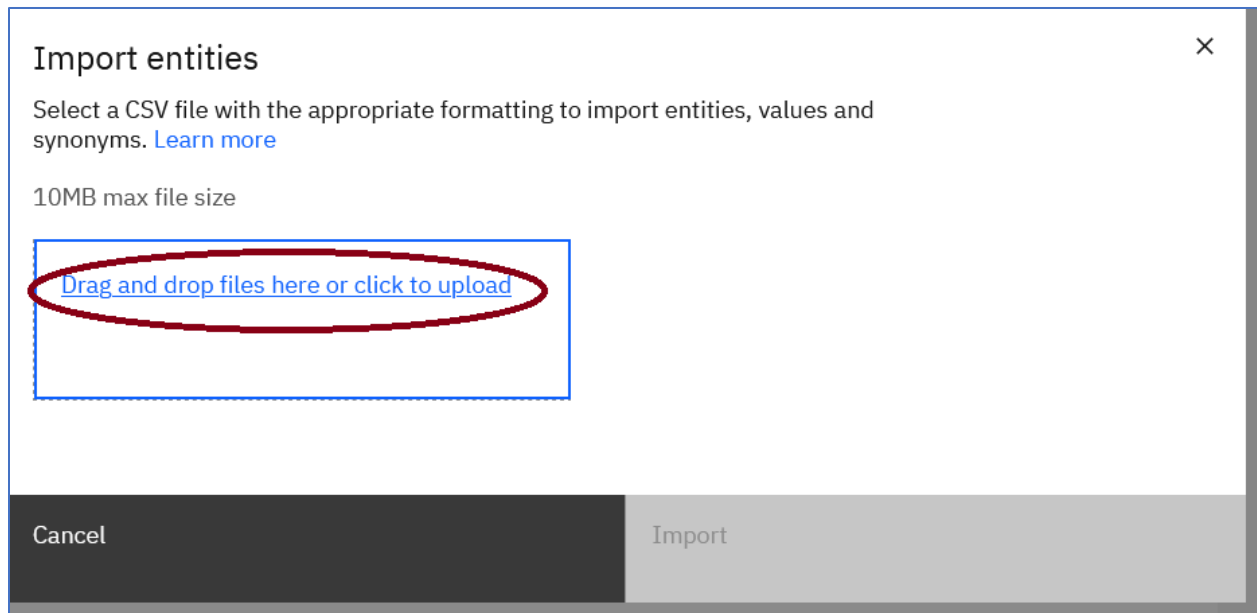 Import entities
Select a CSV file with the appropriate formatting to import entities, values and
synonyms. Learn more
10MB max file size
Drag and drop files here or click to upload
Cancel
Import